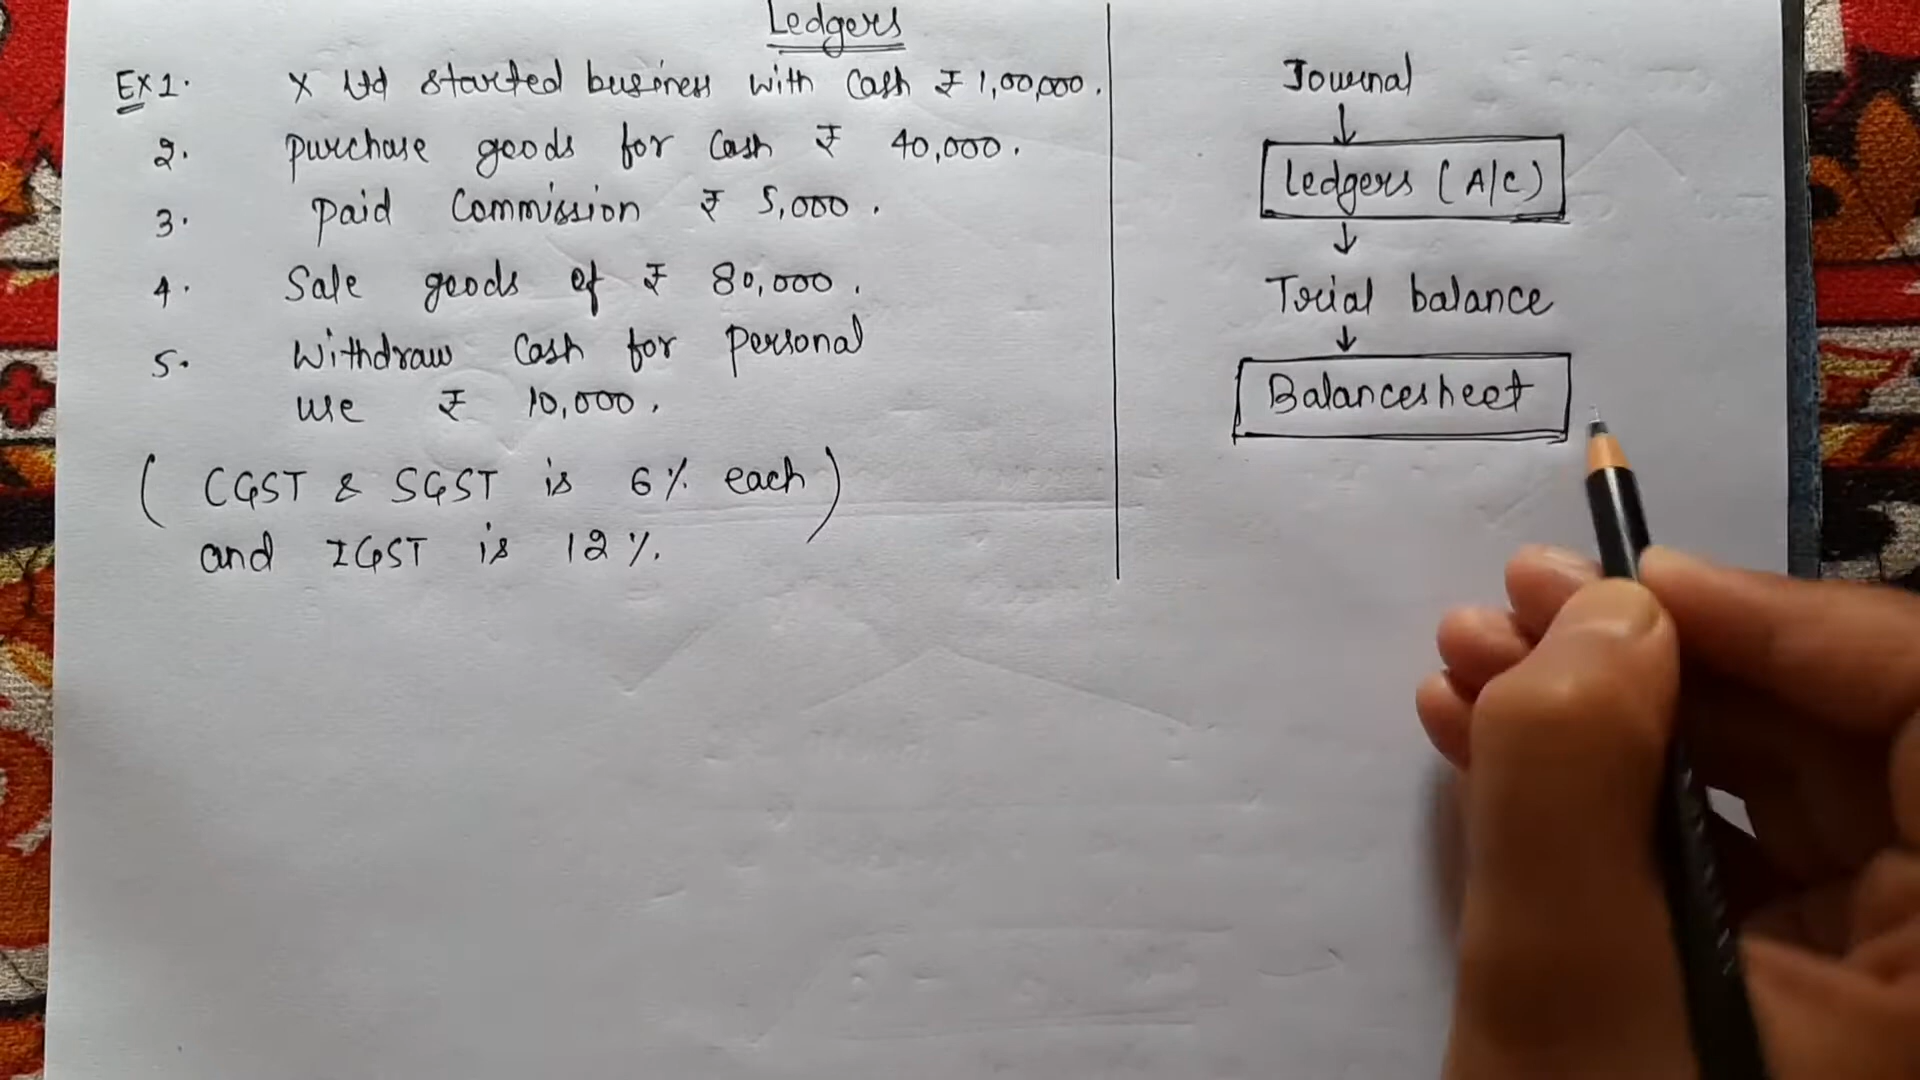 Ledgers
Ex 1. X Ltd started business with Cash ₹ 1,00,000.
2. purchase goods for Cash ₹ 40,000.
3. paid Commission ₹ 5,000.
4. Sale goods of ₹ 80,000.
5. Withdraw Cash for personal
use ₹ 10,000.
( CGST & SGST is 6% each )
and IGST is 12%.
Journal
↓
Ledgers (A/C)
↓
Trial balance
↓
Balancesheet